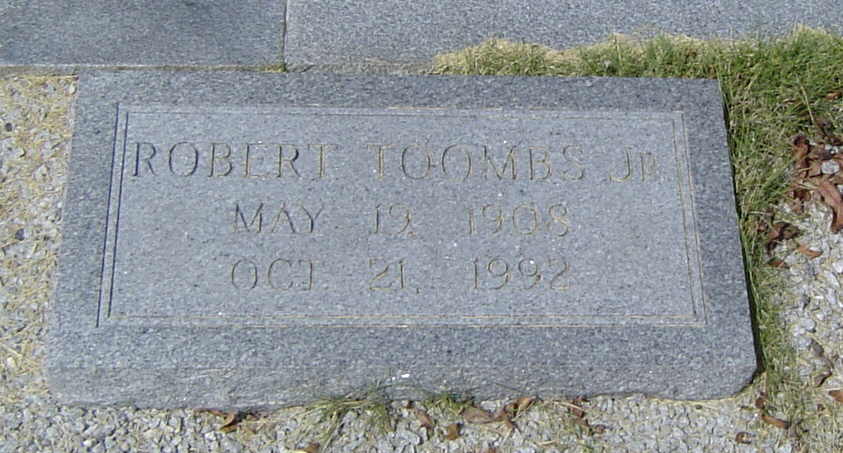 ROBERT TOOMBS JR.
MAY 19, 1908
OCT. 21, 1992